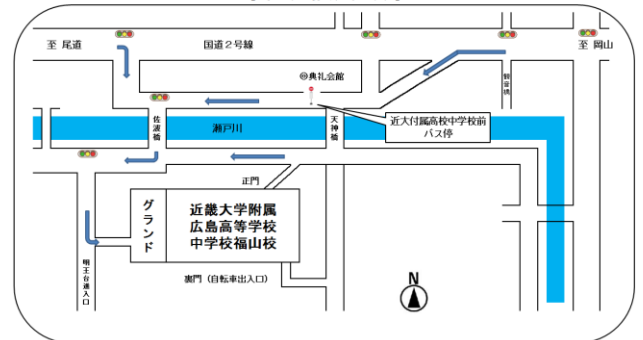 至 尾道
国道2号線
至 岡山
㊥典礼会館
佐波橋
瀬戸川
天神橋
近大付属高校中学校前
バス停
正門
グランド
近畿大学附属
広島高等学校
中学校福山校
明王台進入口
裏門（自転車出入口）
N